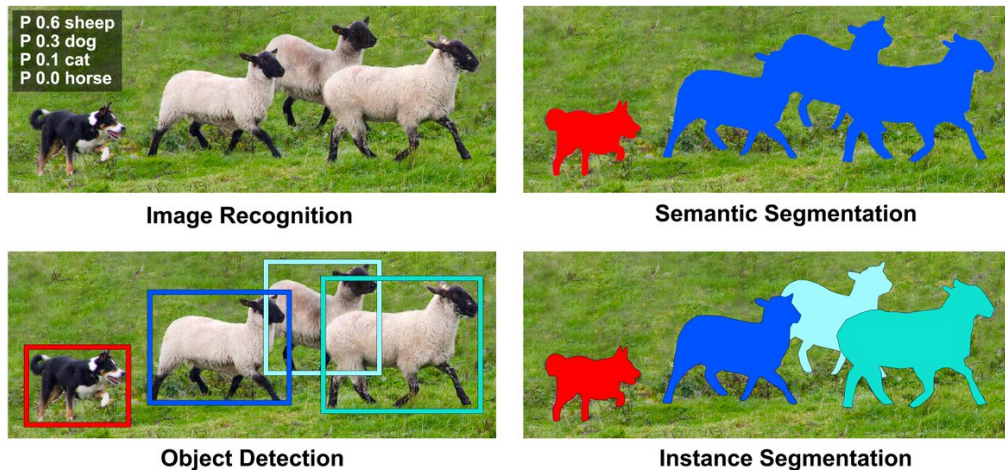 P 0.6 sheep
P 0.3 dog
P 0.1 cat
P 0.0 horse
Image Recognition
Semantic Segmentation
Object Detection
Instance Segmentation